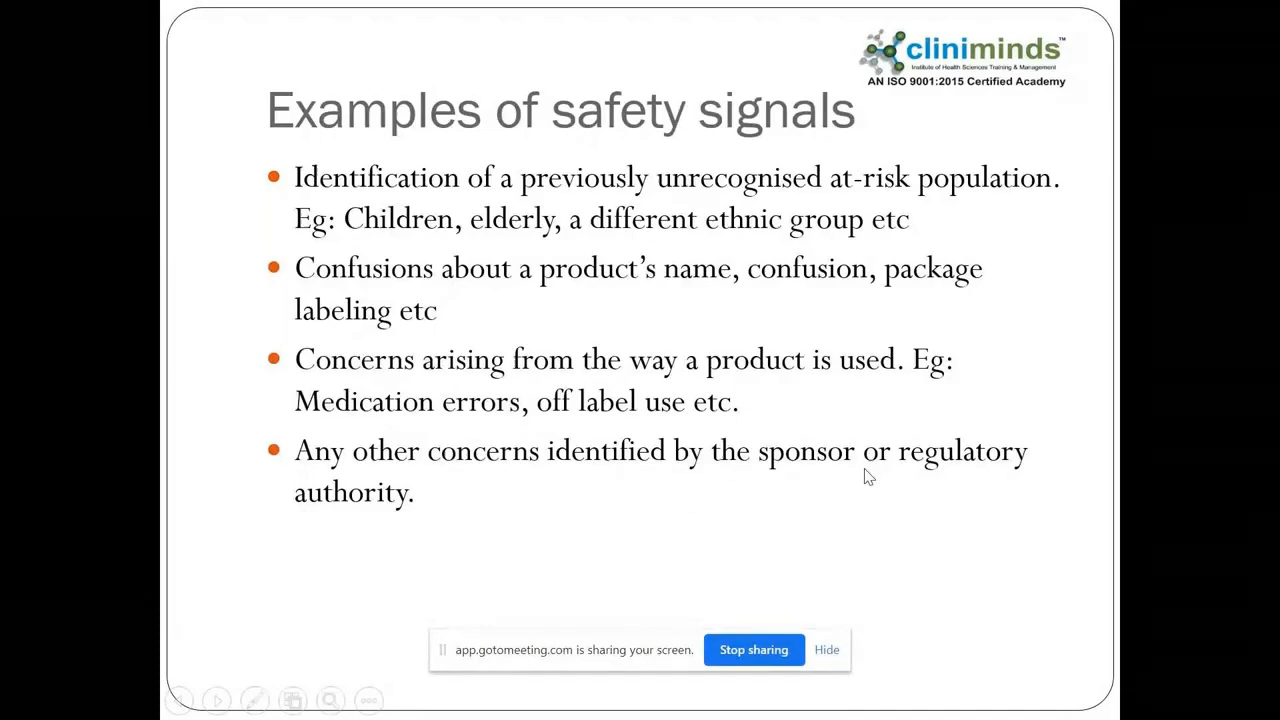 cliniminds™
Institute of Health Sciences Training & Management
AN ISO 9001:2015 Certified Academy
Examples of safety signals
Identification of a previously unrecognised at-risk population.
Eg: Children, elderly, a different ethnic group etc
Confusions about a product’s name, confusion, package
labeling etc
Concerns arising from the way a product is used. Eg:
Medication errors, off label use etc.
Any other concerns identified by the sponsor or regulatory
authority.
app.gotomeeting.com is sharing your screen.
Stop sharing
Hide